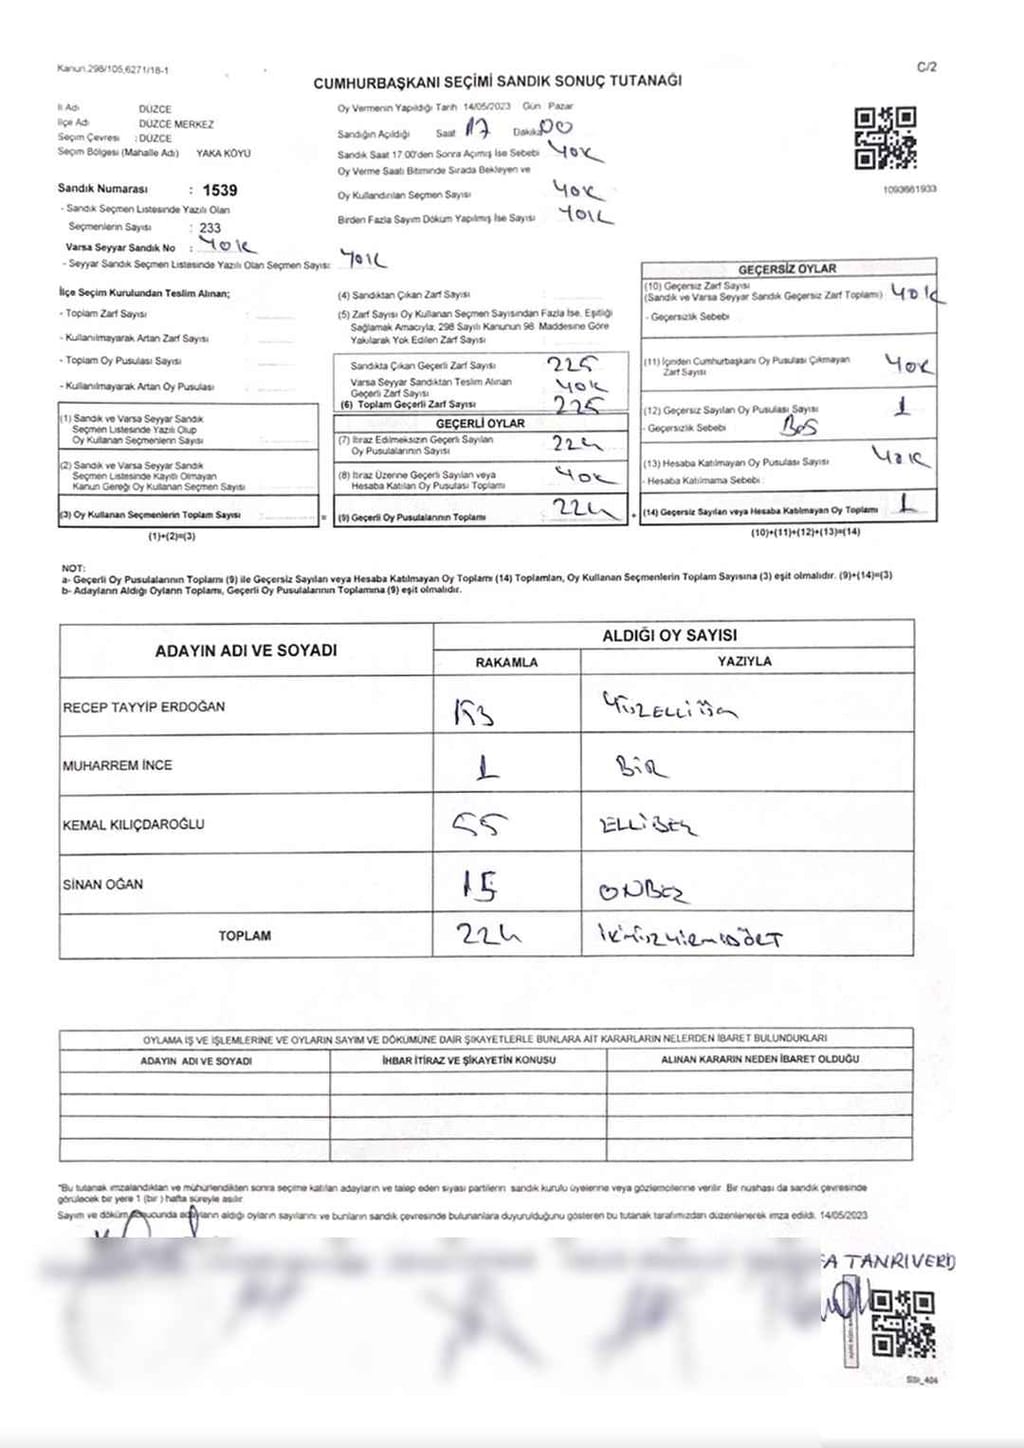 Kanun.298/105,6271/18-1
C/2
CUMHURBAŞKANI SEÇİMİ SANDIK SONUÇ TUTANAĞI
İl Adı DÜZCE
İlçe Adı DÜZCE MERKEZ
Seçim Çevresi : DÜZCE
Seçim Bölgesi (Mahalle Adı) YAKA KÖYÜ
Sandık Numarası : 1539
- Sandık Seçmen Listesinde Yazılı Olan
Seçmenlerin Sayısı : 233
Varsa Seyyar Sandık No : YOK
- Seyyar Sandık Seçmen Listesinde Yazılı Olan Seçmen Sayısı: YOK
Oy Vermenin Yapıldığı Tarih 14/05/2023 Gün Pazar
Sandığın Açıldığı Saat 17 Dakika 00
Sandık Saat 17:00'den Sonra Açımış İse Sebebi YOK
Oy Verme Saati Bitiminde Sırada Bekleyen ve
Oy Kullandırılan Seçmen Sayısı YOK
Birden Fazla Sayım Döküm Yapılmış İse Sayısı YOK
1093661933
İlçe Seçim Kurulundan Teslim Alınan;
- Toplam Zarf Sayısı
- Kullanılmayarak Artan Zarf Sayısı
- Toplam Oy Pusulası Sayısı
- Kullanılmayarak Artan Oy Pusulası
(1) Sandık ve Varsa Seyyar Sandık
Seçmen Listesinde Yazılı Olup
Oy Kullanan Seçmenlerin Sayısı
(2) Sandık ve Varsa Seyyar Sandık
Seçmen Listesinde Kayıtlı Olmayan
Kanun Gereği Oy Kullanan Seçmen Sayısı
(3) Oy Kullanan Seçmenlerin Toplam Sayısı =
(1)+(2)=(3)
(4) Sandıktan Çıkan Zarf Sayısı
(5) Zarf Sayısı Oy Kullanan Seçmen Sayısından Fazla İse, Eşitliği
Sağlamak Amacıyla; 298 Sayılı Kanunun 98. Maddesine Göre
Yakılarak Yok Edilen Zarf Sayısı
Sandıkta Çıkan Geçerli Zarf Sayısı 225
Varsa Seyyar Sandıktan Teslim Alınan
Geçerli Zarf Sayısı YOK
(6) Toplam Geçerli Zarf Sayısı 225
GEÇERLİ OYLAR
(7) İtiraz Edilmeksizin Geçerli Sayılan
Oy Pusulalarının Sayısı 224
(8) İtiraz Üzerine Geçerli Sayılan veya
Hesaba Katılan Oy Pusulası Toplamı YOK
(9) Geçerli Oy Pusulalarının Toplamı 224 +
GEÇERSİZ OYLAR
(10) Geçersiz Zarf Sayısı
(Sandık ve Varsa Seyyar Sandık Geçersiz Zarf Toplamı) YOK
- Geçersizlik Sebebi
(11) İçinden Cumhurbaşkanı Oy Pusulası Çıkmayan
Zarf Sayısı YOK
(12) Geçersiz Sayılan Oy Pusulası Sayısı 1
- Geçersizlik Sebebi BOŞ
(13) Hesaba Katılmayan Oy Pusulası Sayısı YOK
- Hesaba Katılmama Sebebi :
(14) Geçersiz Sayılan veya Hesaba Katılmayan Oy Toplamı 1
(10)+(11)+(12)+(13)=(14)
NOT:
a- Geçerli Oy Pusulalarının Toplamı (9) ile Geçersiz Sayılan veya Hesaba Katılmayan Oy Toplamı (14) Toplamları, Oy Kullanan Seçmenlerin Toplam Sayısına (3) eşit olmalıdır. (9)+(14)=(3)
b- Adayların Aldığı Oyların Toplamı, Geçerli Oy Pusulalarının Toplamına (9) eşit olmalıdır.
ADAYIN ADI VE SOYADI ALDIĞI OY SAYISI
RAKAMLA YAZIYLA
RECEP TAYYİP ERDOĞAN 153 YÜZELLİÜÇ
MUHARREM İNCE 1 BİR
KEMAL KILIÇDAROĞLU 55 ELLİBEŞ
SİNAN OĞAN 15 ONBEŞ
TOPLAM 224 İKİYÜZYİRMİDÖRT
OYLAMA İŞ VE İŞLEMLERİNE VE OYLARIN SAYIM VE DÖKÜMÜNE DAİR ŞİKAYETLERLE BUNLARA AİT KARARLARIN NELERDEN İBARET BULUNDUKLARI
ADAYIN ADI VE SOYADI İHBAR İTİRAZ VE ŞİKAYETİN KONUSU ALINAN KARARIN NEDEN İBARET OLDUĞU
*Bu tutanak imzalandıktan ve mühürlendikten sonra seçime katılan adayların ve talep eden siyasi partilerin sandık kurulu üyelerine veya gözlemcilerine verilir. Bir nushası da sandık çevresinde
görülecek bir yere 1 (bir ) hafta süreyle asılır.
Sayım ve döküm sonucunda adayların aldığı oyların sayılarını ve bunların sandık çevresinde bulunanlara duyurulduğunu gösteren bu tutanak tarafımızdan düzenlenerek imza edildi. 14/05/2023
FA TANRIVERD
SSt_404